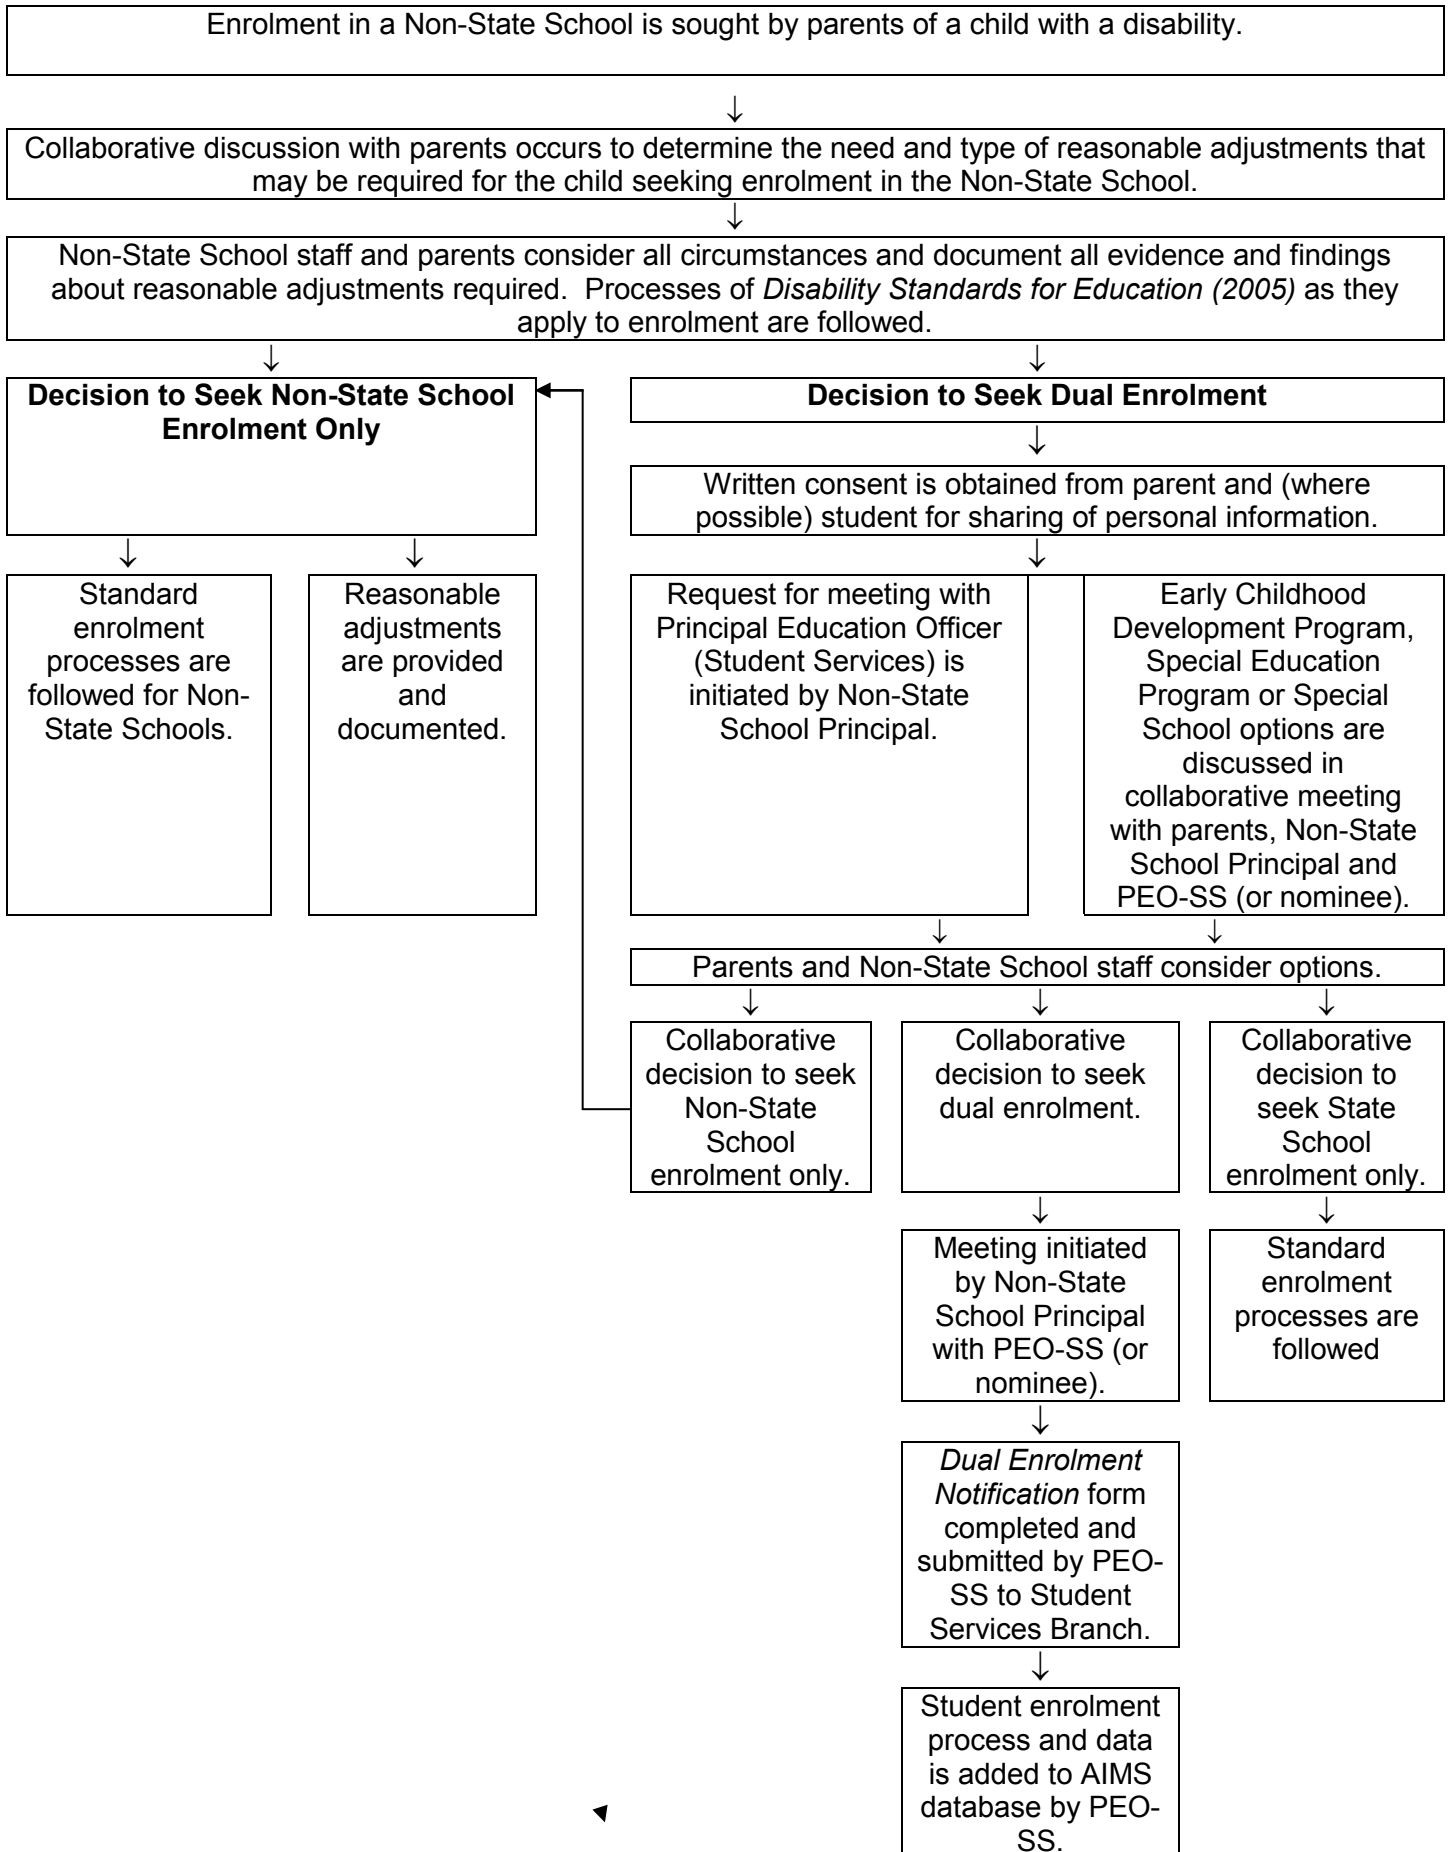 Enrolment in a Non-State School is sought by parents of a child with a disability.
↓
Collaborative discussion with parents occurs to determine the need and type of reasonable adjustments that
may be required for the child seeking enrolment in the Non-State School.
↓
Non-State School staff and parents consider all circumstances and document all evidence and findings
about reasonable adjustments required.  Processes of Disability Standards for Education (2005) as they
apply to enrolment are followed.
↓
↓
Decision to Seek Non-State School
Enrolment Only
↓
↓
Standard
enrolment
processes are
followed for Non-
State Schools.
Reasonable
adjustments
are provided
and
documented.
Decision to Seek Dual Enrolment
↓
Written consent is obtained from parent and (where
possible) student for sharing of personal information.
↓
Request for meeting with
Principal Education Officer
(Student Services) is
initiated by Non-State
School Principal.
Early Childhood
Development Program,
Special Education
Program or Special
School options are
discussed in
collaborative meeting
with parents, Non-State
School Principal and
PEO-SS (or nominee).
↓
↓
Parents and Non-State School staff consider options.
↓
↓
↓
Collaborative
decision to seek
Non-State
School
enrolment only.
Collaborative
decision to seek
dual enrolment.
Collaborative
decision to
seek State
School
enrolment only.
↓
↓
Meeting initiated
by Non-State
School Principal
with PEO-SS (or
nominee).
Standard
enrolment
processes are
followed
↓
Dual Enrolment
Notification form
completed and
submitted by PEO-
SS to Student
Services Branch.
↓
Student enrolment
process and data
is added to AIMS
database by PEO-
SS.